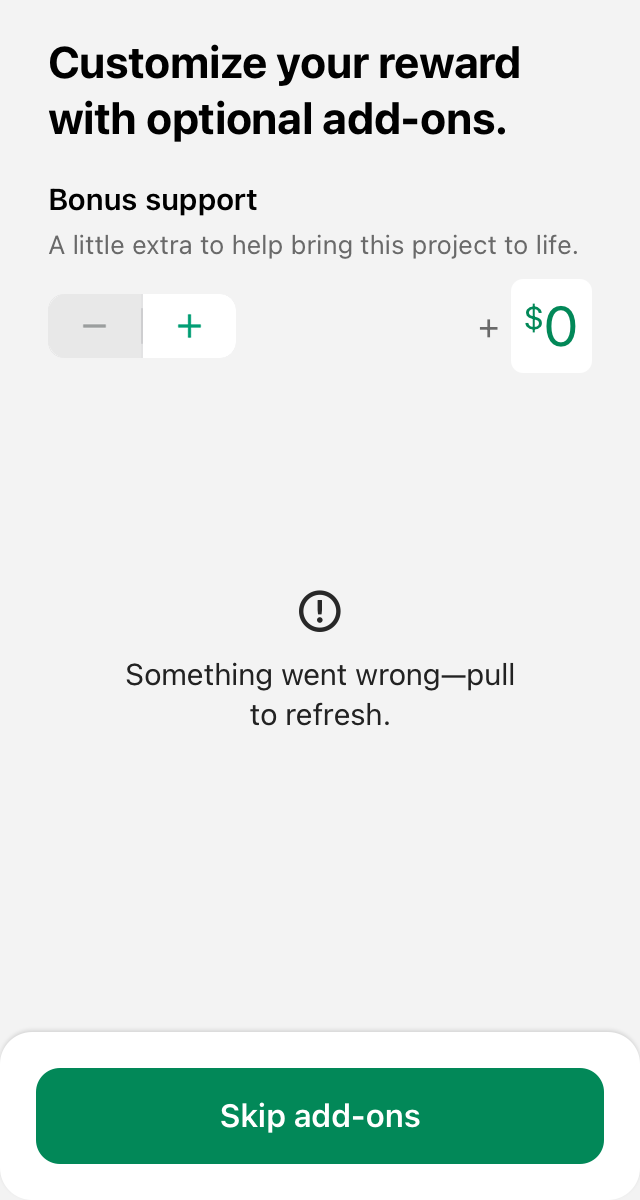 Customize your reward
with optional add-ons.
Bonus support
A little extra to help bring this project to life.
− +
+ $0
Something went wrong—pull
to refresh.
Skip add-ons